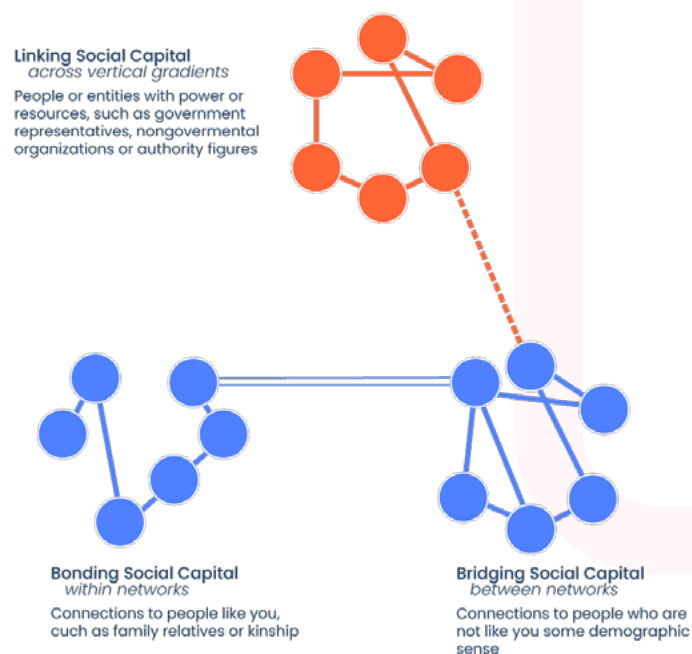 Linking Social Capital
across vertical gradients
People or entities with power or
resources, such as government
representatives, nongovermental
organizations or authority figures
Bonding Social Capital
within networks
Connections to people like you,
cuch as family relatives or kinship
Bridging Social Capital
between networks
Connections to people who are
not like you some demographic
sense